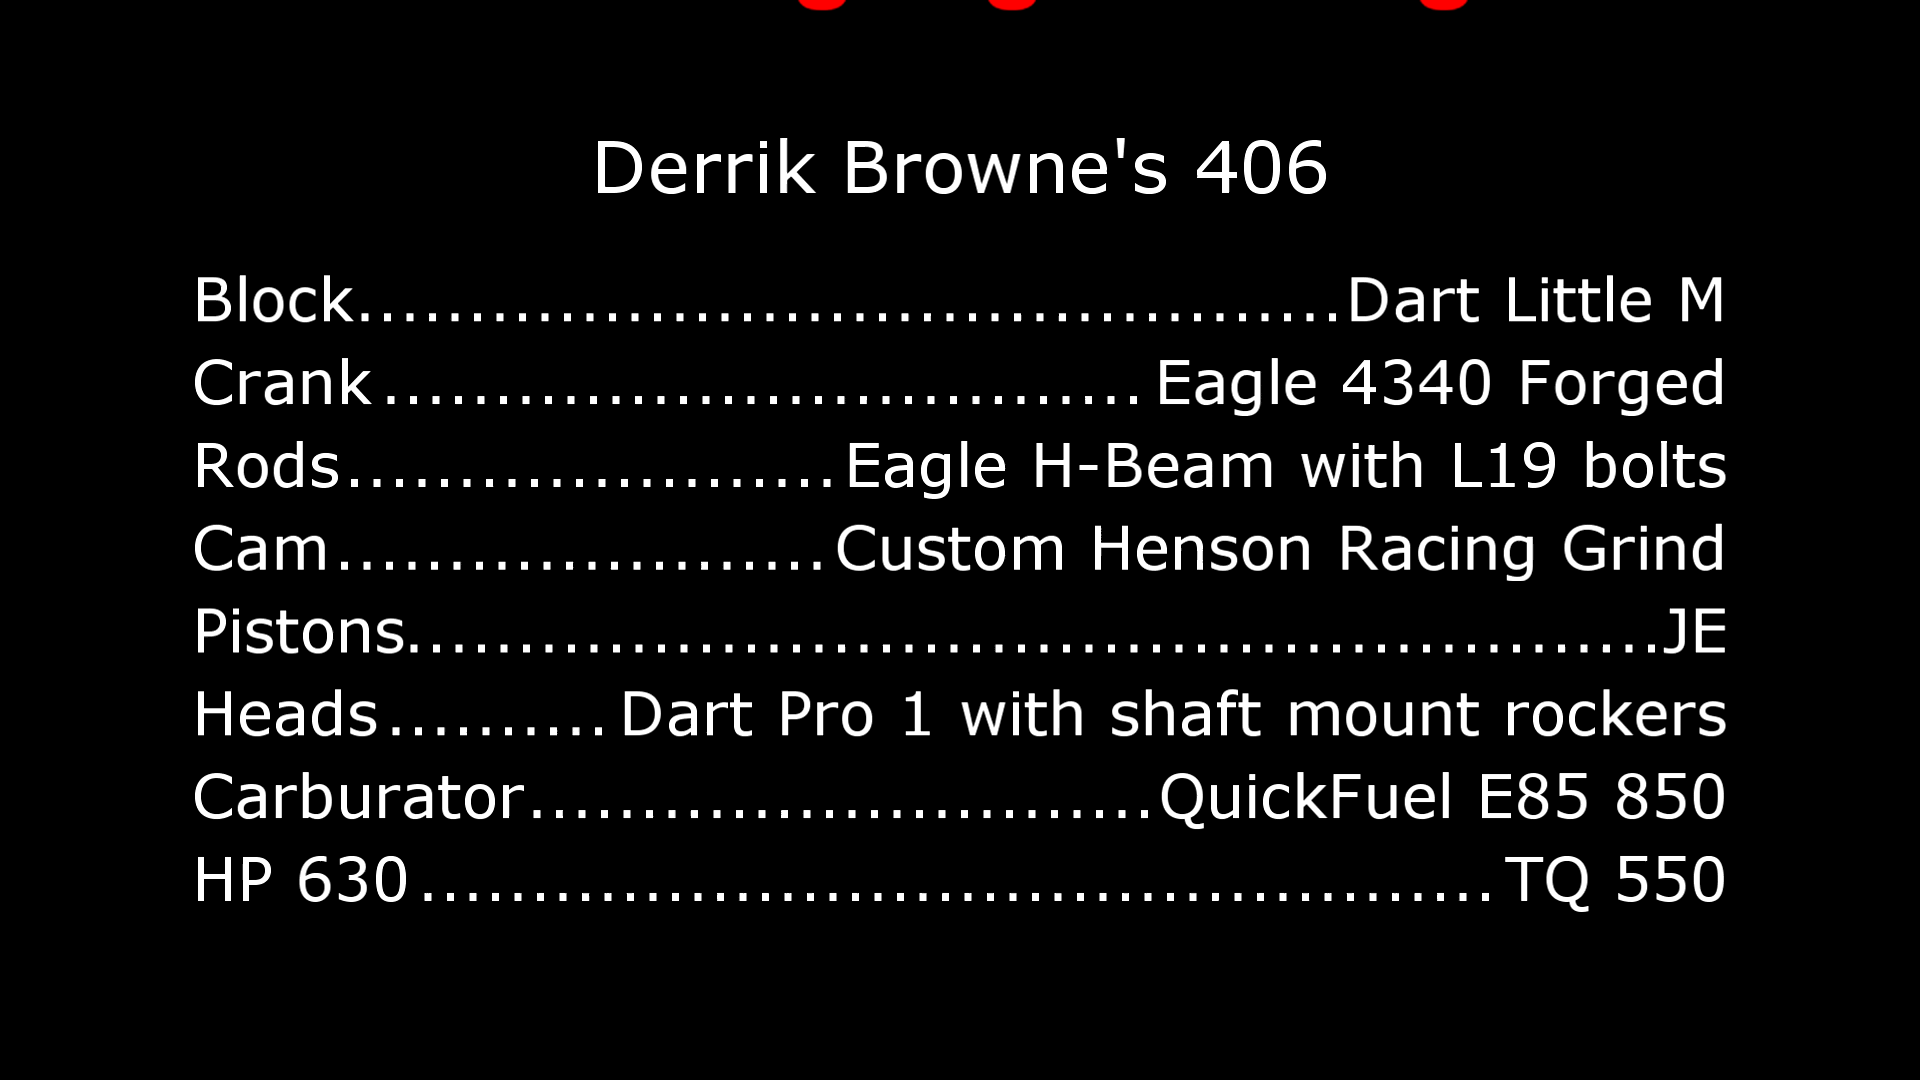 Derrik Browne's 406
Block............................................Dart Little M
Crank..................................Eagle 4340 Forged
Rods......................Eagle H-Beam with L19 bolts
Cam......................Custom Henson Racing Grind
Pistons........................................................JE
Heads..........Dart Pro 1 with shaft mount rockers
Carburator............................QuickFuel E85 850
HP 630................................................TQ 550